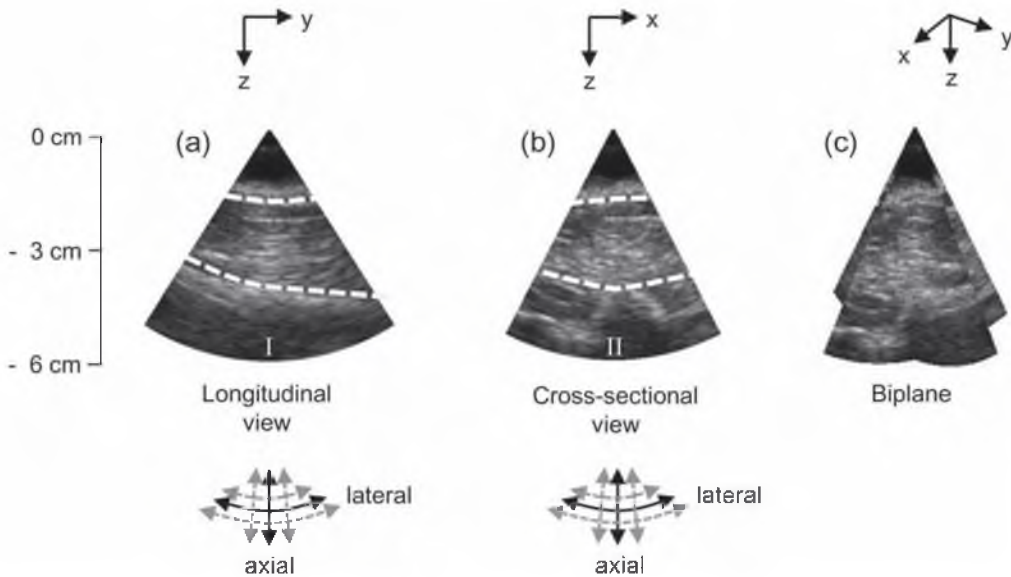 y
z
x
z
x
y
z
0 cm
- 3 cm
- 6 cm
(a)
(b)
(c)
I
II
Longitudinal
view
Cross-sectional
view
Biplane
lateral
axial
lateral
axial